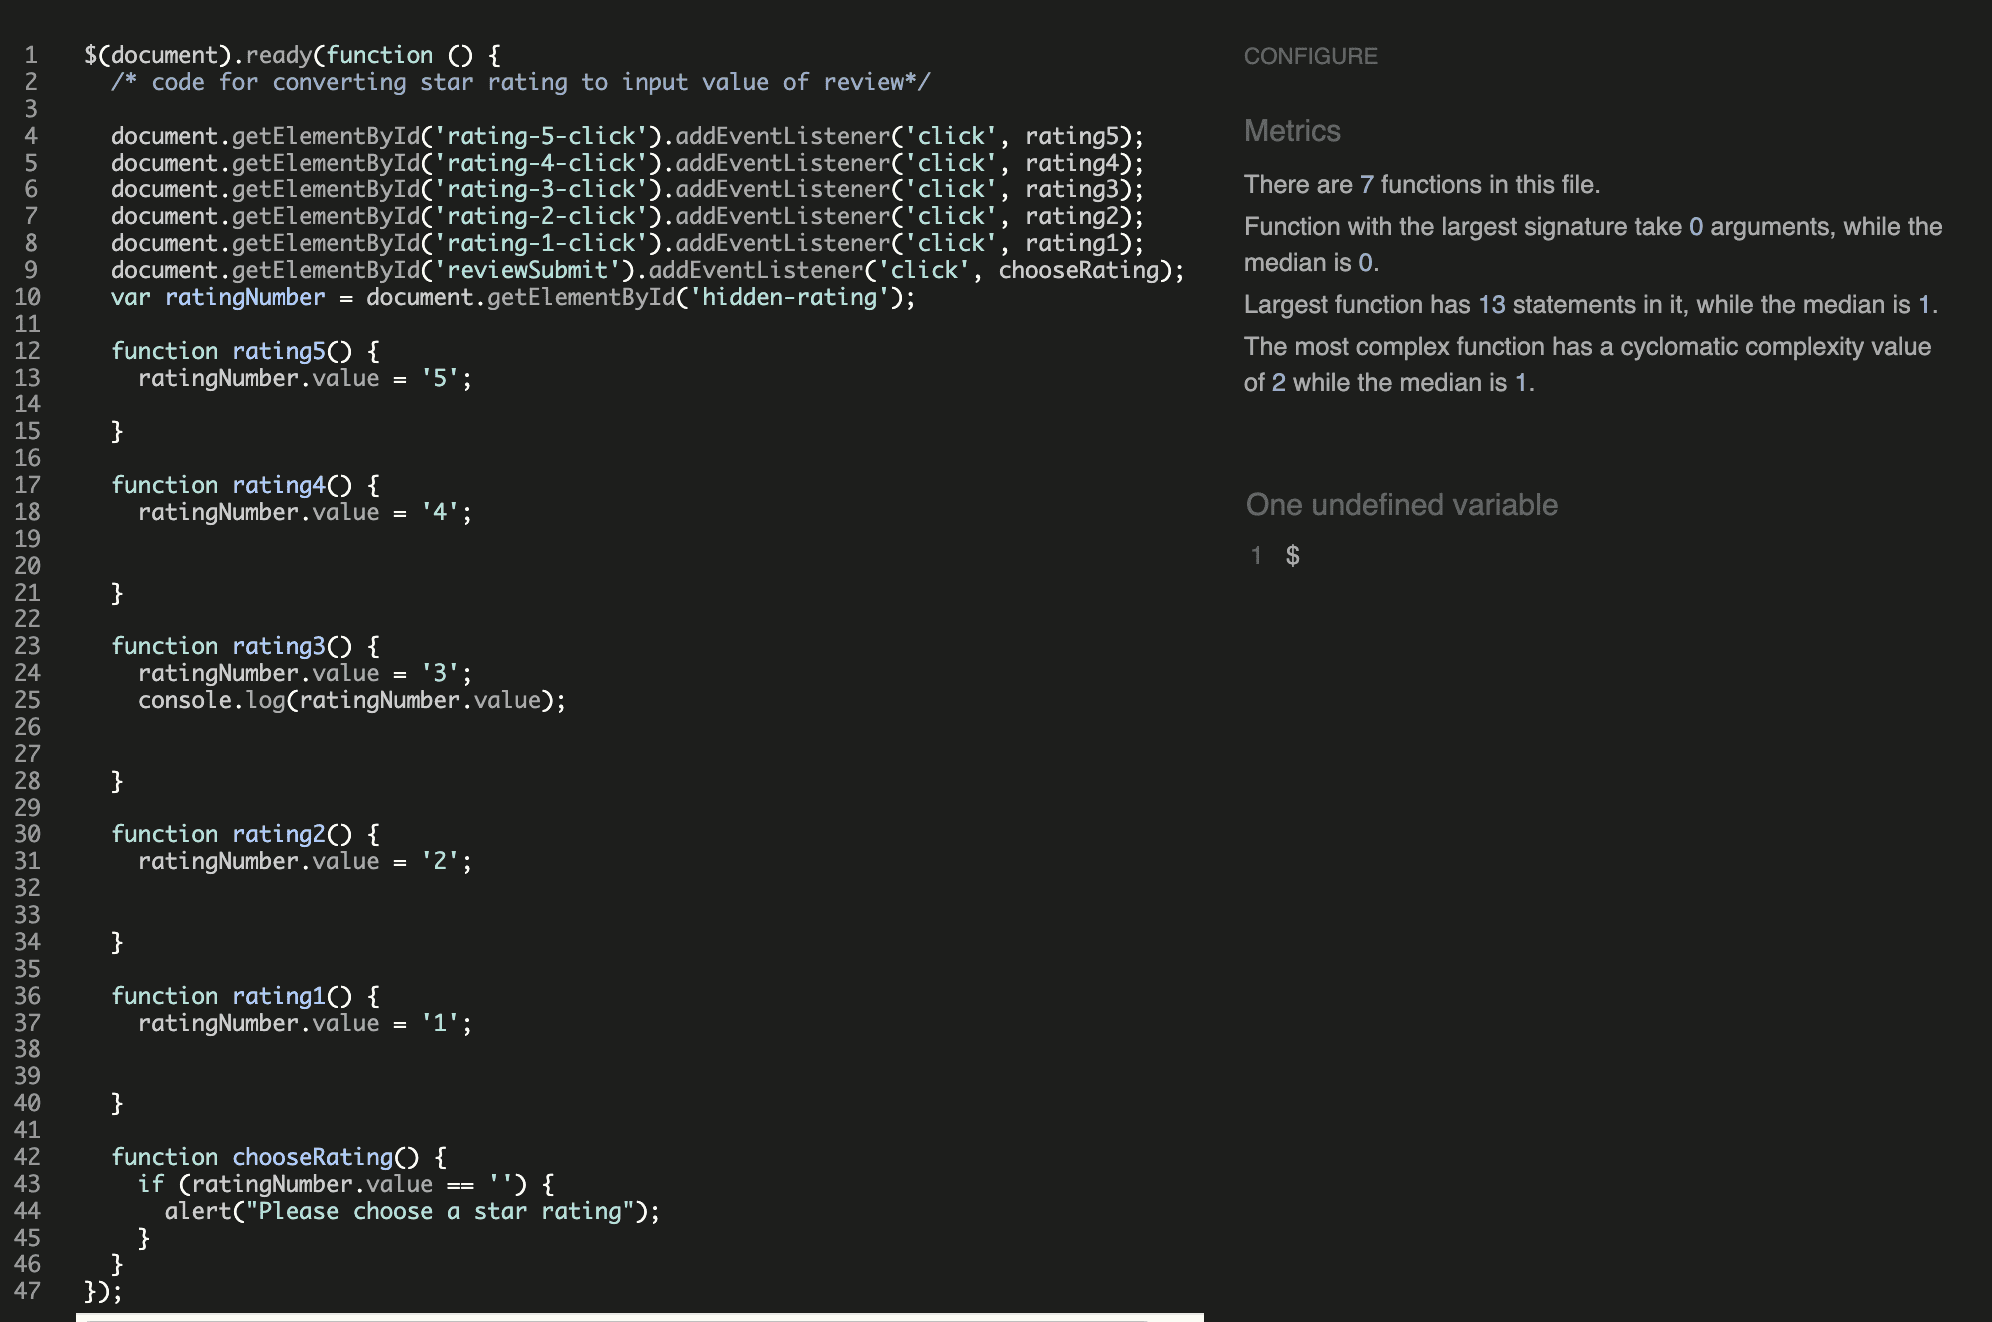 1 $(document).ready(function () {
2 /* code for converting star rating to input value of review*/
3
4 document.getElementById('rating-5-click').addEventListener('click', rating5);
5 document.getElementById('rating-4-click').addEventListener('click', rating4);
6 document.getElementById('rating-3-click').addEventListener('click', rating3);
7 document.getElementById('rating-2-click').addEventListener('click', rating2);
8 document.getElementById('rating-1-click').addEventListener('click', rating1);
9 document.getElementById('reviewSubmit').addEventListener('click', chooseRating);
10 var ratingNumber = document.getElementById('hidden-rating');
11
12 function rating5() {
13 ratingNumber.value = '5';
14
15 }
16
17 function rating4() {
18 ratingNumber.value = '4';
19
20
21 }
22
23 function rating3() {
24 ratingNumber.value = '3';
25 console.log(ratingNumber.value);
26
27
28 }
29
30 function rating2() {
31 ratingNumber.value = '2';
32
33
34 }
35
36 function rating1() {
37 ratingNumber.value = '1';
38
39
40 }
41
42 function chooseRating() {
43 if (ratingNumber.value == '') {
44 alert("Please choose a star rating");
45 }
46 }
47 });
CONFIGURE
Metrics
There are 7 functions in this file.
Function with the largest signature take 0 arguments, while the
median is 0.
Largest function has 13 statements in it, while the median is 1.
The most complex function has a cyclomatic complexity value
of 2 while the median is 1.
One undefined variable
1 $